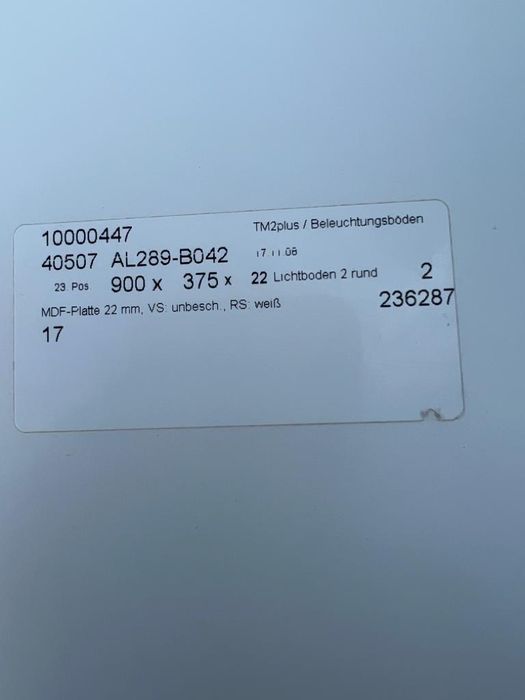 10000447 TM2plus / Beleuchtungsböden
40507 AL289-B042 17.11.08
23 Pos 900 x 375 x 22 Lichtboden 2 rund 2
MDF-Platte 22 mm, VS: unbesch., RS: weiß 236287
17